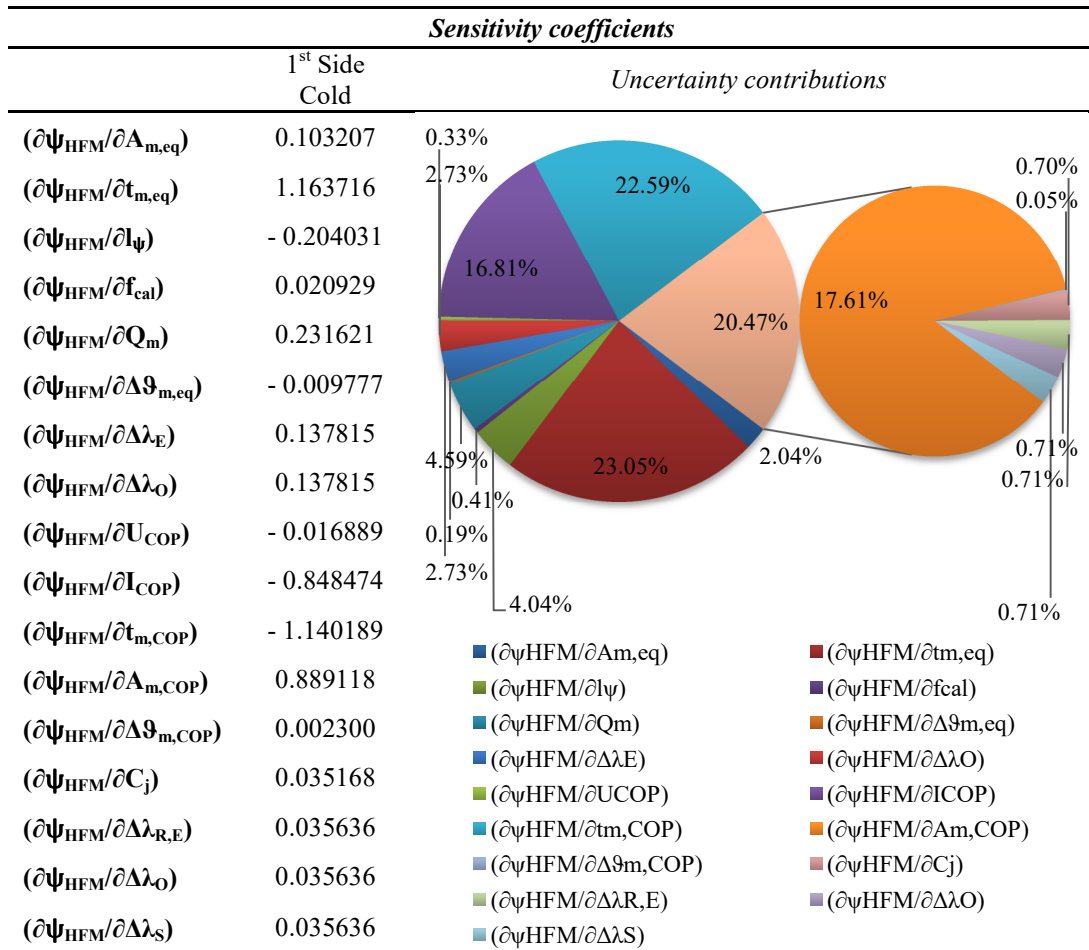 Sensitivity coefficients
1st Side
Cold
Uncertainty contributions
(∂ψHFM/∂Am,eq) 0.103207
(∂ψHFM/∂tm,eq) 1.163716
(∂ψHFM/∂lψ) - 0.204031
(∂ψHFM/∂fcal) 0.020929
(∂ψHFM/∂Qm) 0.231621
(∂ψHFM/∂Δϑm,eq) - 0.009777
(∂ψHFM/∂ΔλE) 0.137815
(∂ψHFM/∂ΔλO) 0.137815
(∂ψHFM/∂UCOP) - 0.016889
(∂ψHFM/∂ICOP) - 0.848474
(∂ψHFM/∂tm,COP) - 1.140189
(∂ψHFM/∂Am,COP) 0.889118
(∂ψHFM/∂Δϑm,COP) 0.002300
(∂ψHFM/∂Cj) 0.035168
(∂ψHFM/∂ΔλR,E) 0.035636
(∂ψHFM/∂ΔλO) 0.035636
(∂ψHFM/∂ΔλS) 0.035636
0.33%
2.73%
22.59%
0.70%
0.05%
16.81%
17.61%
20.47%
23.05%
2.04%
4.59%
0.41%
0.19%
2.73%
4.04%
0.71%
0.71%
0.71%
(∂ψHFM/∂Am,eq) (∂ψHFM/∂tm,eq)
(∂ψHFM/∂lψ) (∂ψHFM/∂fcal)
(∂ψHFM/∂Qm) (∂ψHFM/∂Δϑm,eq)
(∂ψHFM/∂ΔλE) (∂ψHFM/∂ΔλO)
(∂ψHFM/∂UCOP) (∂ψHFM/∂ICOP)
(∂ψHFM/∂tm,COP) (∂ψHFM/∂Am,COP)
(∂ψHFM/∂Δϑm,COP) (∂ψHFM/∂Cj)
(∂ψHFM/∂ΔλR,E) (∂ψHFM/∂ΔλO)
(∂ψHFM/∂ΔλS)